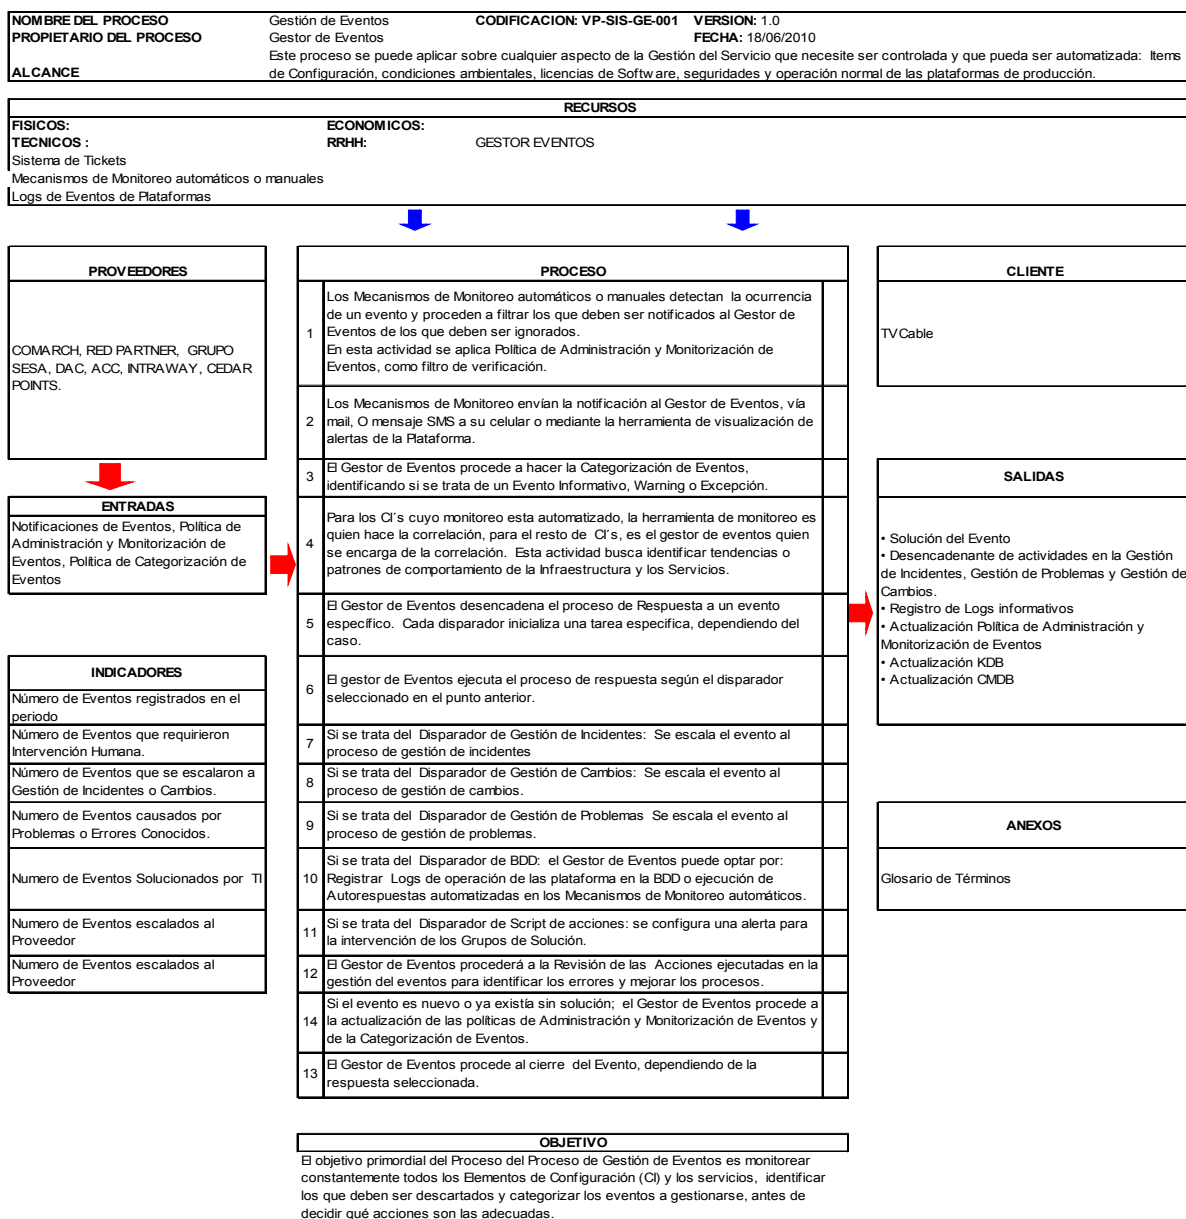 NOMBRE DEL PROCESO Gestión de Eventos CODIFICACION: VP-SIS-GE-001 VERSION: 1.0
PROPIETARIO DEL PROCESO Gestor de Eventos FECHA: 18/06/2010
ALCANCE
Este proceso se puede aplicar sobre cualquier aspecto de la Gestión del Servicio que necesite ser controlada y que pueda ser automatizada: Items
de Configuración, condiciones ambientales, licencias de Software, seguridades y operación normal de las plataformas de producción.
RECURSOS
FISICOS: ECONOMICOS:
TECNICOS : RRHH: GESTOR EVENTOS
Sistema de Tickets
Mecanismos de Monitoreo automáticos o manuales
Logs de Eventos de Plataformas
PROVEEDORES
COMARCH, RED PARTNER, GRUPO
SESA, DAC, ACC, INTRAWAY, CEDAR
POINTS.
ENTRADAS
Notificaciones de Eventos, Política de
Administración y Monitorización de
Eventos, Política de Categorización de
Eventos
INDICADORES
Número de Eventos registrados en el
periodo
Número de Eventos que requirieron
Intervención Humana.
Número de Eventos que se escalaron a
Gestión de Incidentes o Cambios.
Numero de Eventos causados por
Problemas o Errores Conocidos.
Numero de Eventos Solucionados por TI
Numero de Eventos escalados al
Proveedor
Numero de Eventos escalados al
Proveedor
PROCESO
1
Los Mecanismos de Monitoreo automáticos o manuales detectan la ocurrencia
de un evento y proceden a filtrar los que deben ser notificados al Gestor de
Eventos de los que deben ser ignorados.
En esta actividad se aplica Política de Administración y Monitorización de
Eventos, como filtro de verificación.
2
Los Mecanismos de Monitoreo envían la notificación al Gestor de Eventos, vía
mail, O mensaje SMS a su celular o mediante la herramienta de visualización de
alertas de la Plataforma.
3
El Gestor de Eventos procede a hacer la Categorización de Eventos,
identificando si se trata de un Evento Informativo, Warning o Excepción.
4
Para los CI´s cuyo monitoreo esta automatizado, la herramienta de monitoreo es
quien hace la correlación, para el resto de CI´s, es el gestor de eventos quien
se encarga de la correlación. Esta actividad busca identificar tendencias o
patrones de comportamiento de la Infraestructura y los Servicios.
5
El Gestor de Eventos desencadena el proceso de Respuesta a un evento
específico. Cada disparador inicializa una tarea especifica, dependiendo del
caso.
6
El gestor de Eventos ejecuta el proceso de respuesta según el disparador
seleccionado en el punto anterior.
7
Si se trata del Disparador de Gestión de Incidentes: Se escala el evento al
proceso de gestión de incidentes
8
Si se trata del Disparador de Gestión de Cambios: Se escala el evento al
proceso de gestión de cambios.
9
Si se trata del Disparador de Gestión de Problemas Se escala el evento al
proceso de gestión de problemas.
10
Si se trata del Disparador de BDD: el Gestor de Eventos puede optar por:
Registrar Logs de operación de las plataforma en la BDD o ejecución de
Autorespuestas automatizadas en los Mecanismos de Monitoreo automáticos.
11
Si se trata del Disparador de Script de acciones: se configura una alerta para
la intervención de los Grupos de Solución.
12
El Gestor de Eventos procederá a la Revisión de las Acciones ejecutadas en la
gestión del eventos para identificar los errores y mejorar los procesos.
14
Si el evento es nuevo o ya existía sin solución; el Gestor de Eventos procede a
la actualización de las políticas de Administración y Monitorización de Eventos y
de la Categorización de Eventos.
13
El Gestor de Eventos procede al cierre del Evento, dependiendo de la
respuesta seleccionada.
CLIENTE
TVCable
SALIDAS
• Solución del Evento
• Desencadenante de actividades en la Gestión
de Incidentes, Gestión de Problemas y Gestión de
Cambios.
• Registro de Logs informativos
• Actualización Política de Administración y
Monitorización de Eventos
• Actualización KDB
• Actualización CMDB
ANEXOS
Glosario de Términos
OBJETIVO
El objetivo primordial del Proceso del Proceso de Gestión de Eventos es monitorear
constantemente todos los Elementos de Configuración (CI) y los servicios, identificar
los que deben ser descartados y categorizar los eventos a gestionarse, antes de
decidir qué acciones son las adecuadas.